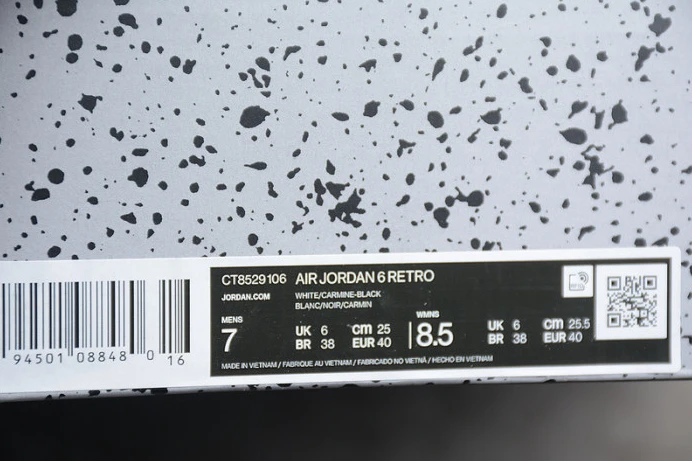 CT8529106 AIR JORDAN 6 RETRO
JORDAN.COM
WHITE/CARMINE-BLACK
BLANC/NOIR/CARMIN
MENS
7
UK 6 cm 25
BR 38 EUR 40
WMNS
8.5
UK 6 cm 25.5
BR 38 EUR 40
MADE IN VIETNAM / FABRIQUE AU VIETNAM / FABRICADO NO VIETNÃ / HECHO EN VIETNAM
94501 08848 0 16